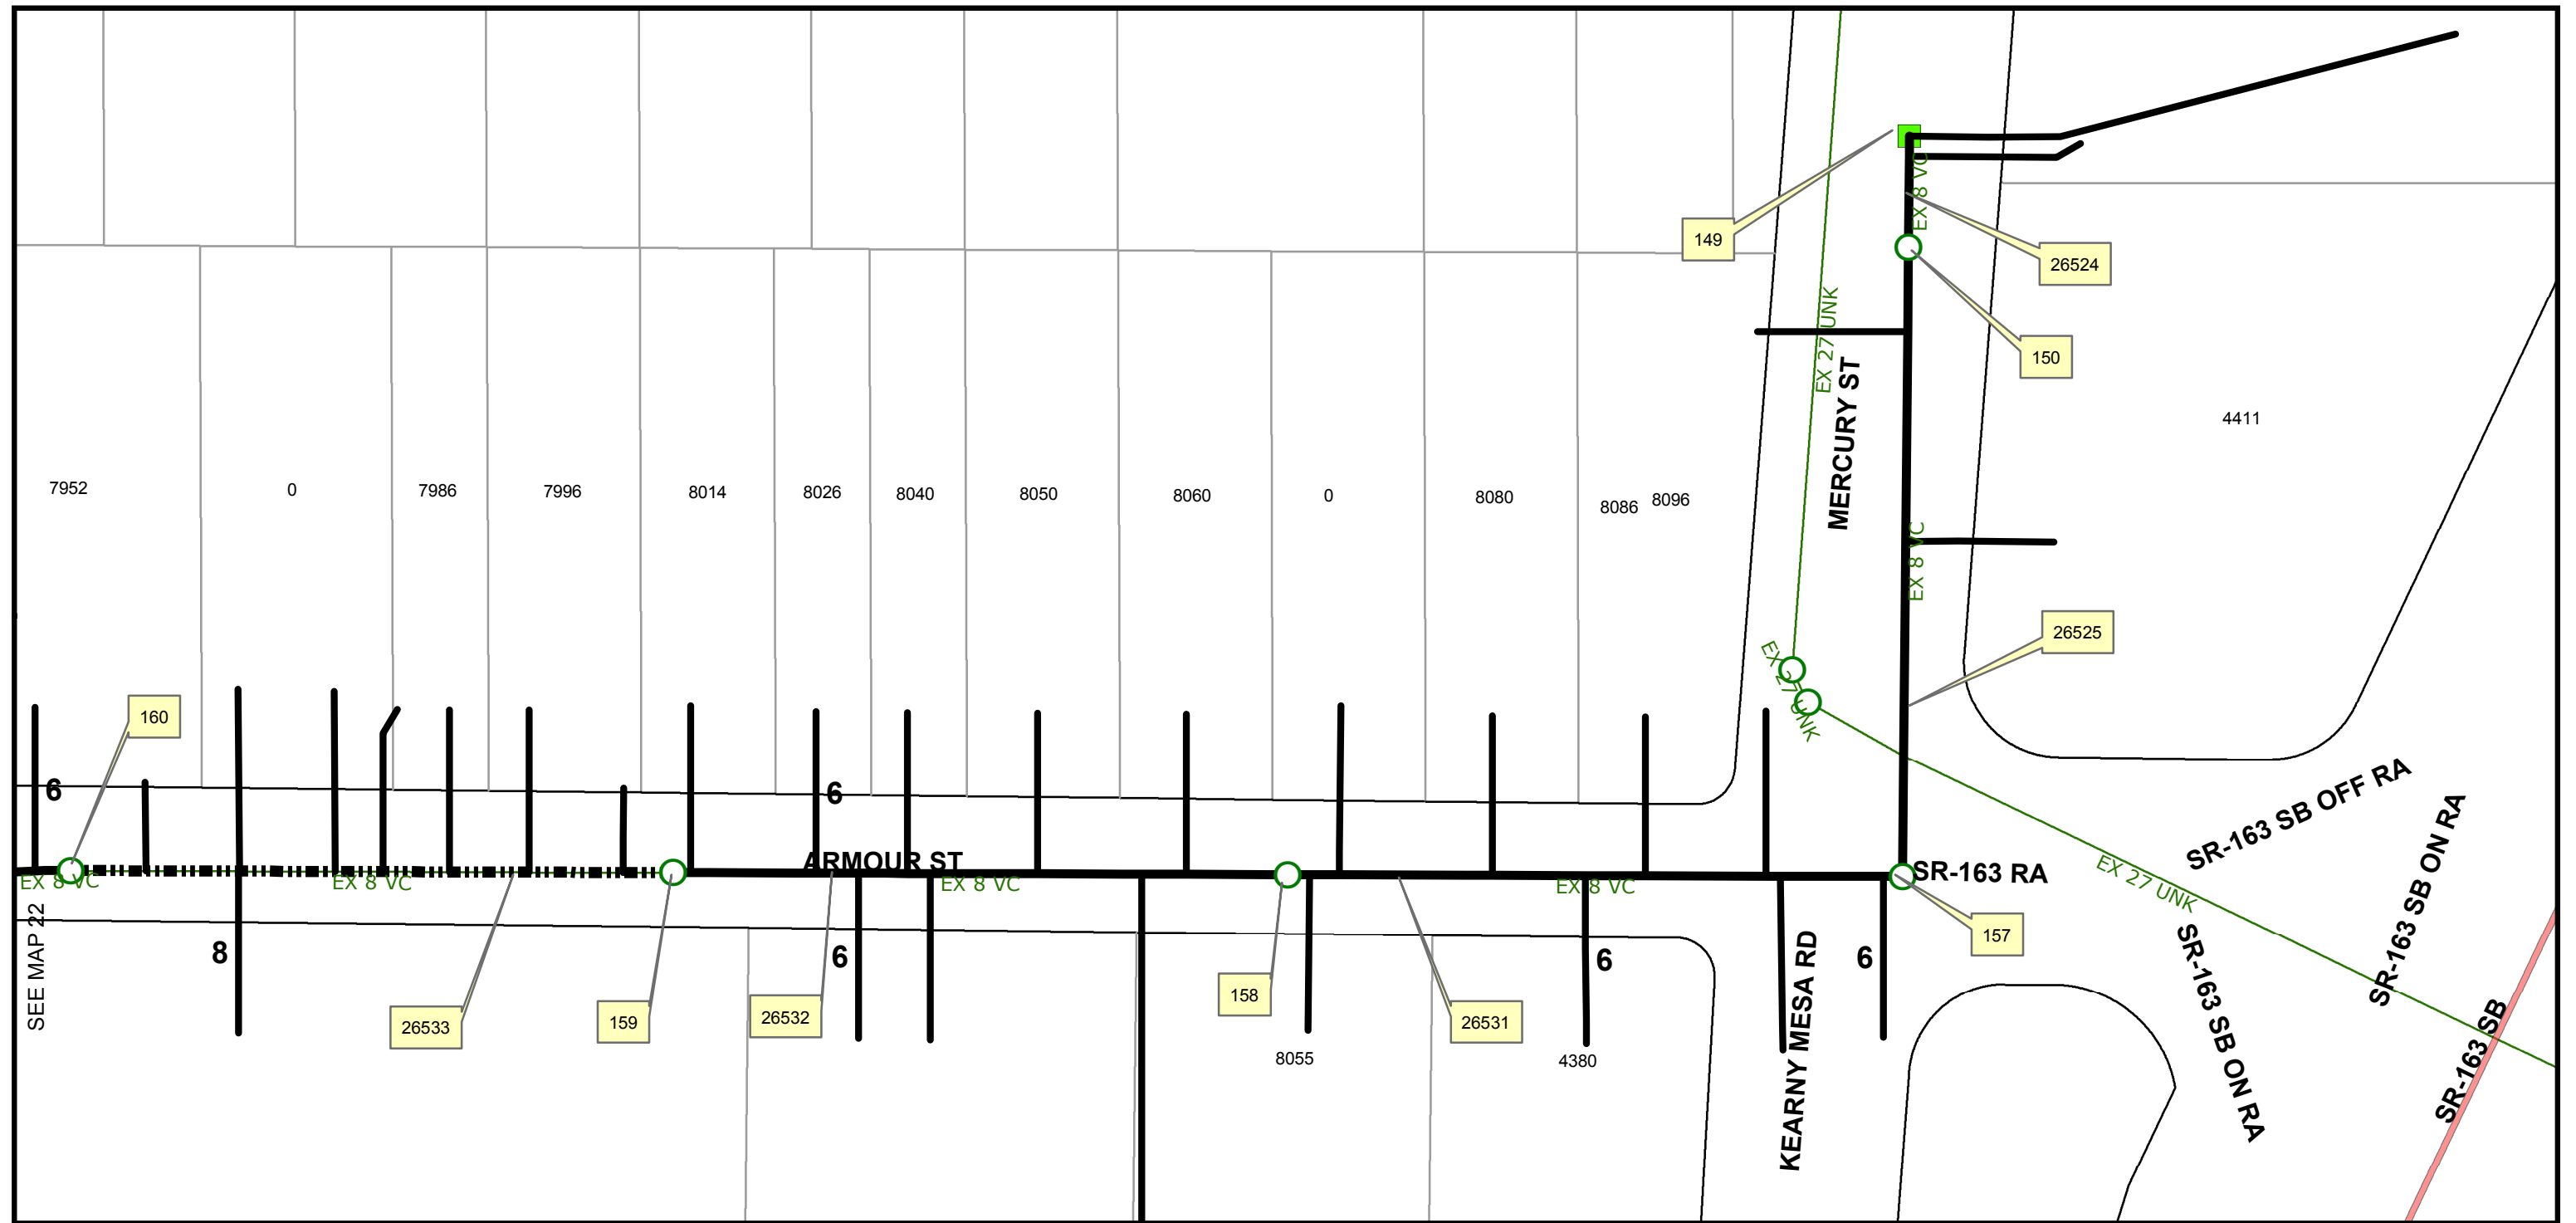 EX 8 VC
149
26524
150
EX 27 UNK
MERCURY ST
4411
7952
0
7986
7996
8014
8026
8040
8050
8060
0
8080
8086
8096
EX 8 VC
26525
EX 27 UNK
160
6
6
SR-163 SB OFF RA
SR-163 SB ON RA
ARMOUR ST
SR-163 RA
EX 8 VC
EX 8 VC
EX 8 VC
EX 8 VC
EX 27 UNK
SEE MAP 22
8
6
6
6
157
158
26533
159
26532
26531
8055
4380
KEARNY MESA RD
SR-163 SB ON RA
SR-163 SB